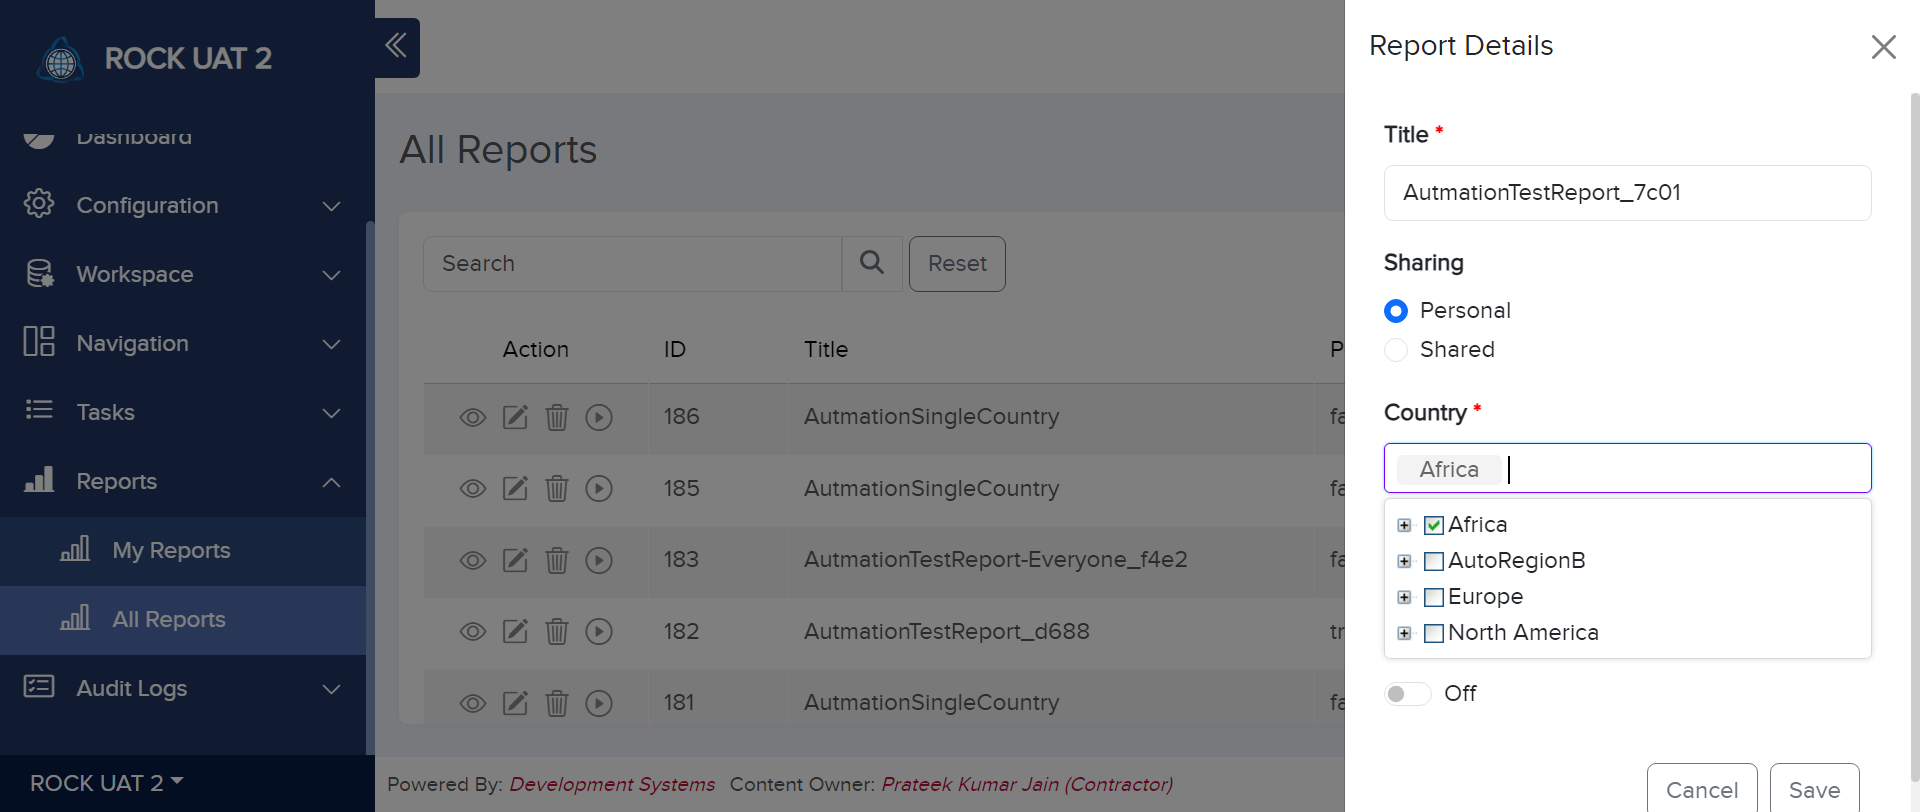 ROCK UAT 2
Dashboard
Configuration
Workspace
Navigation
Tasks
Reports
My Reports
All Reports
Audit Logs
ROCK UAT 2
All Reports
Search
Reset
Action ID Title P
186 AutmationSingleCountry fa
185 AutmationSingleCountry fa
183 AutmationTestReport-Everyone_f4e2 fa
182 AutmationTestReport_d688 tr
181 AutmationSingleCountry fa
Powered By: Development Systems Content Owner: Prateek Kumar Jain (Contractor)
Report Details
Title *
AutmationTestReport_7c01
Sharing
Personal
Shared
Country *
Africa
Africa
AutoRegionB
Europe
North America
Off
Cancel Save